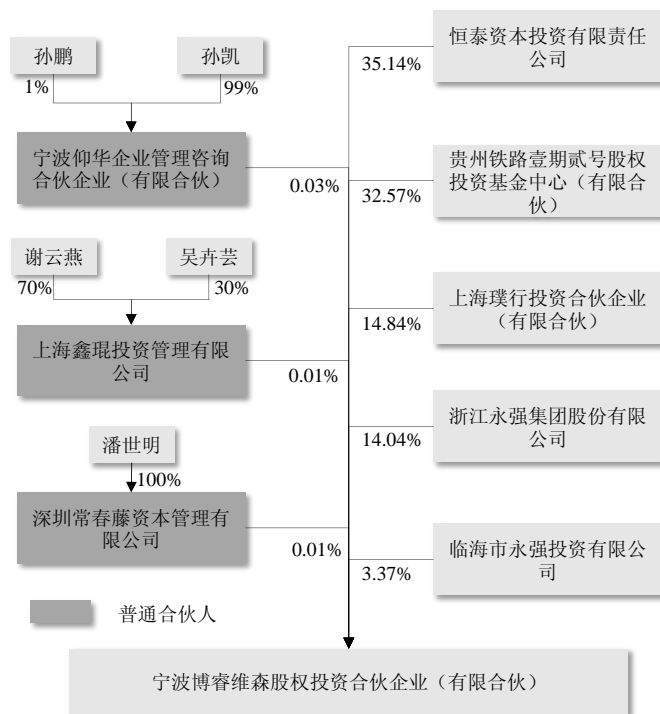 孙鹏
孙凯
1%
99%
宁波仰华企业管理咨询
合伙企业（有限合伙）
0.03%
谢云燕
吴卉芸
70%
30%
上海鑫琨投资管理有限
公司
0.01%
潘世明
100%
深圳常春藤资本管理有
限公司
0.01%
普通合伙人
恒泰资本投资有限责任
公司
35.14%
贵州铁路壹期贰号股权
投资基金中心（有限合
伙）
32.57%
上海璞行投资合伙企业
（有限合伙）
14.84%
浙江永强集团股份有限
公司
14.04%
临海市永强投资有限公
司
3.37%
宁波博睿维森股权投资合伙企业（有限合伙）